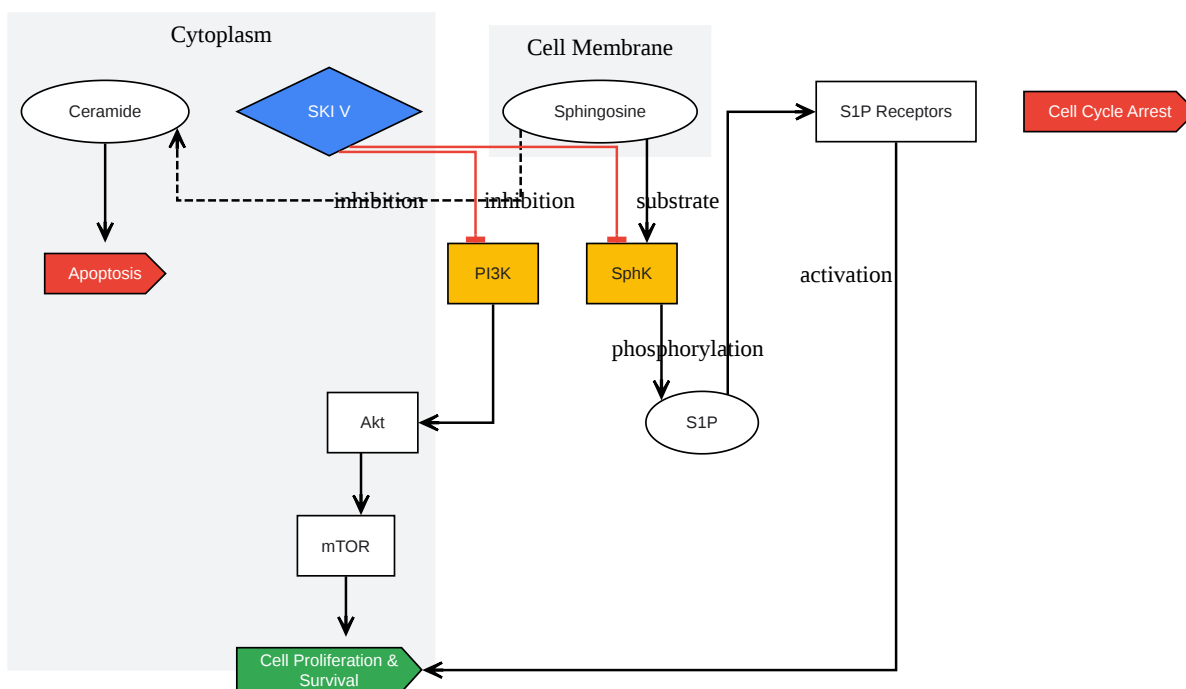 Cytoplasm
Cell Membrane
Ceramide
SKI V
Sphingosine
S1P Receptors
Cell Cycle Arrest
inhibition
inhibition
substrate
Apoptosis
PI3K
SphK
activation
phosphorylation
Akt
S1P
mTOR
Cell Proliferation &
Survival